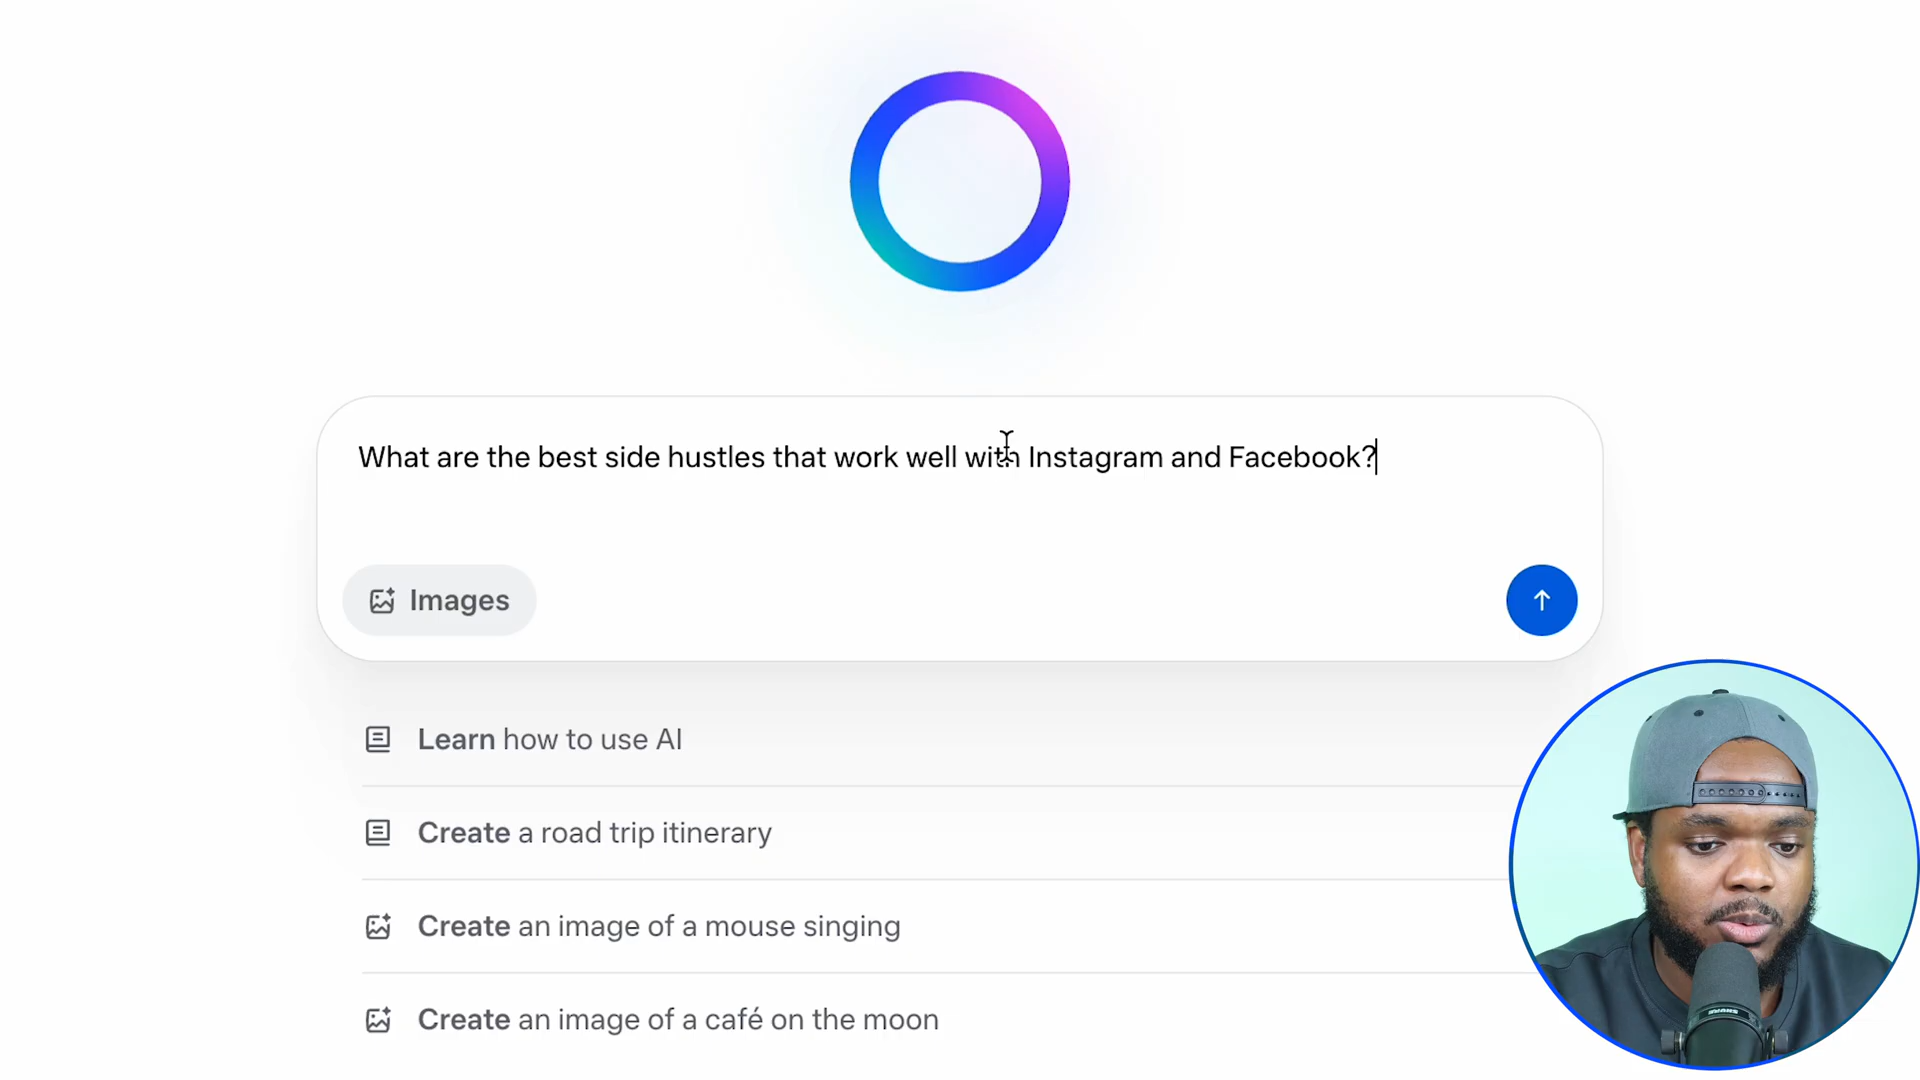 What are the best side hustles that work well with Instagram and Facebook?
Images
Learn how to use AI
Create a road trip itinerary
Create an image of a mouse singing
Create an image of a café on the moon
SHURE